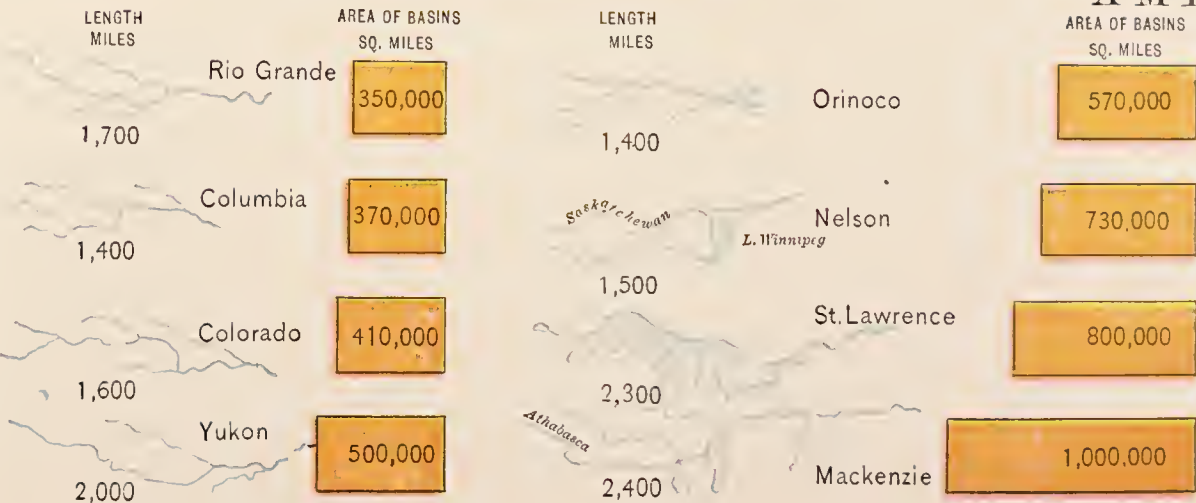 LENGTH
MILES
AREA OF BASINS
SQ. MILES
Rio Grande
350,000
1,700
Columbia
370,000
1,400
Colorado
410,000
1,600
Yukon
500,000
2,000
LENGTH
MILES
AREA OF BASINS
SQ. MILES
Orinoco
570,000
1,400
Saskatchewan
Nelson
730,000
L. Winnipeg
1,500
St. Lawrence
800,000
2,300
Athabasca
Mackenzie
1,000,000
2,400